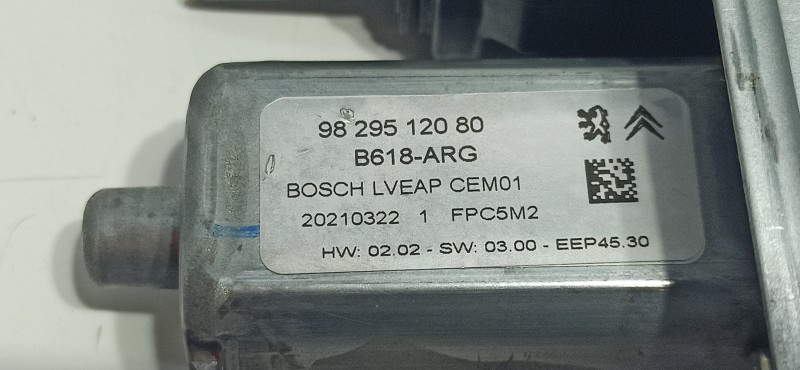 98 295 120 80
B618-ARG
BOSCH LVEAP CEM01
20210322 1 FPC5M2
HW: 02.02 - SW: 03.00 - EEP45.30